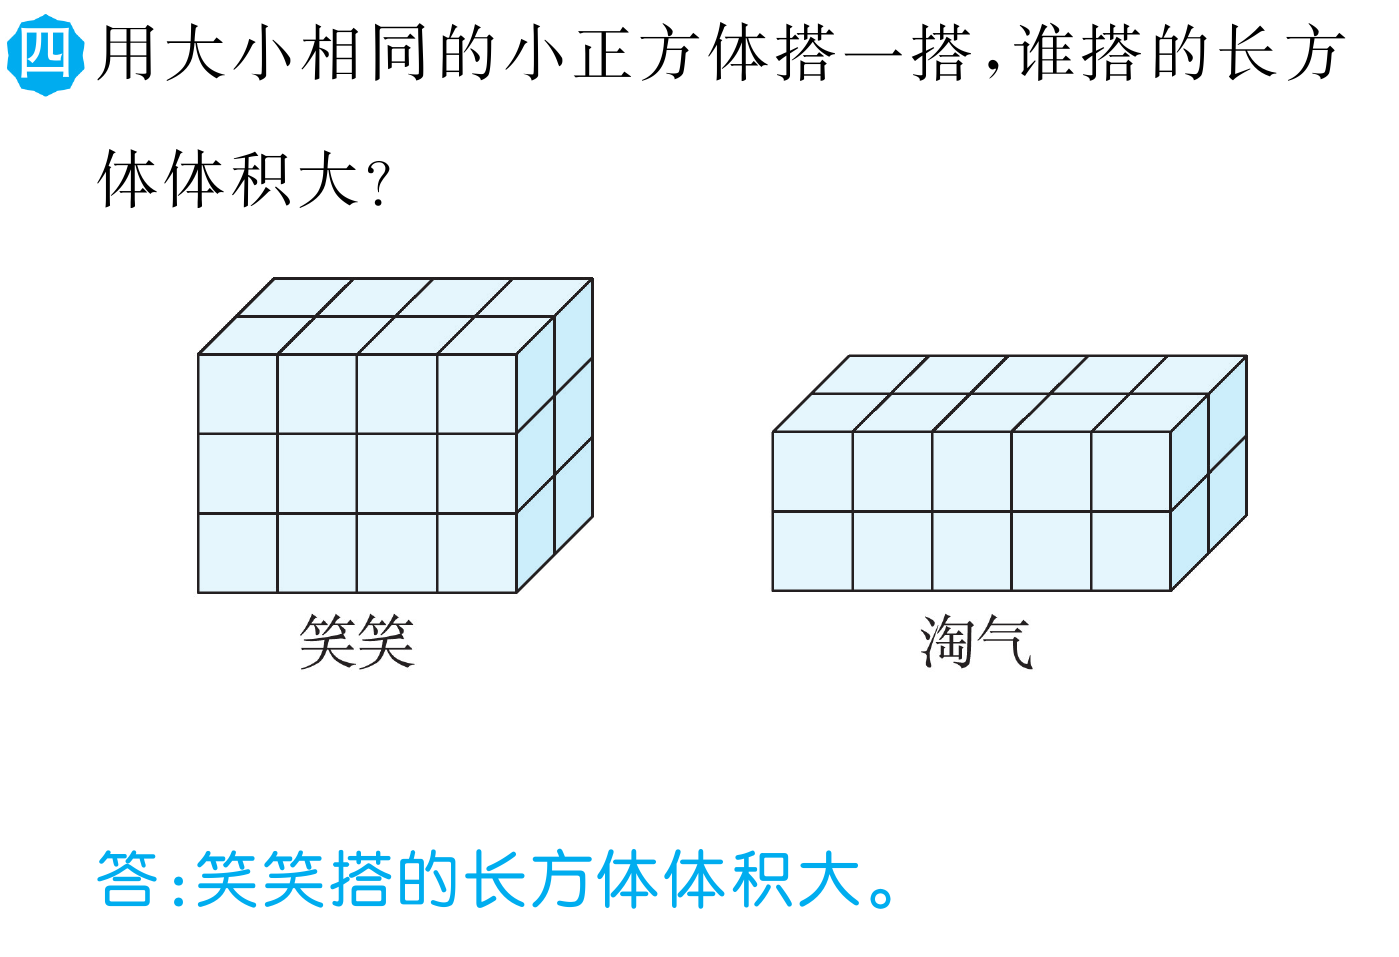 四 用大小相同的小正方体搭一搭,谁搭的长方
体体积大?
笑笑
淘气
答:笑笑搭的长方体体积大。